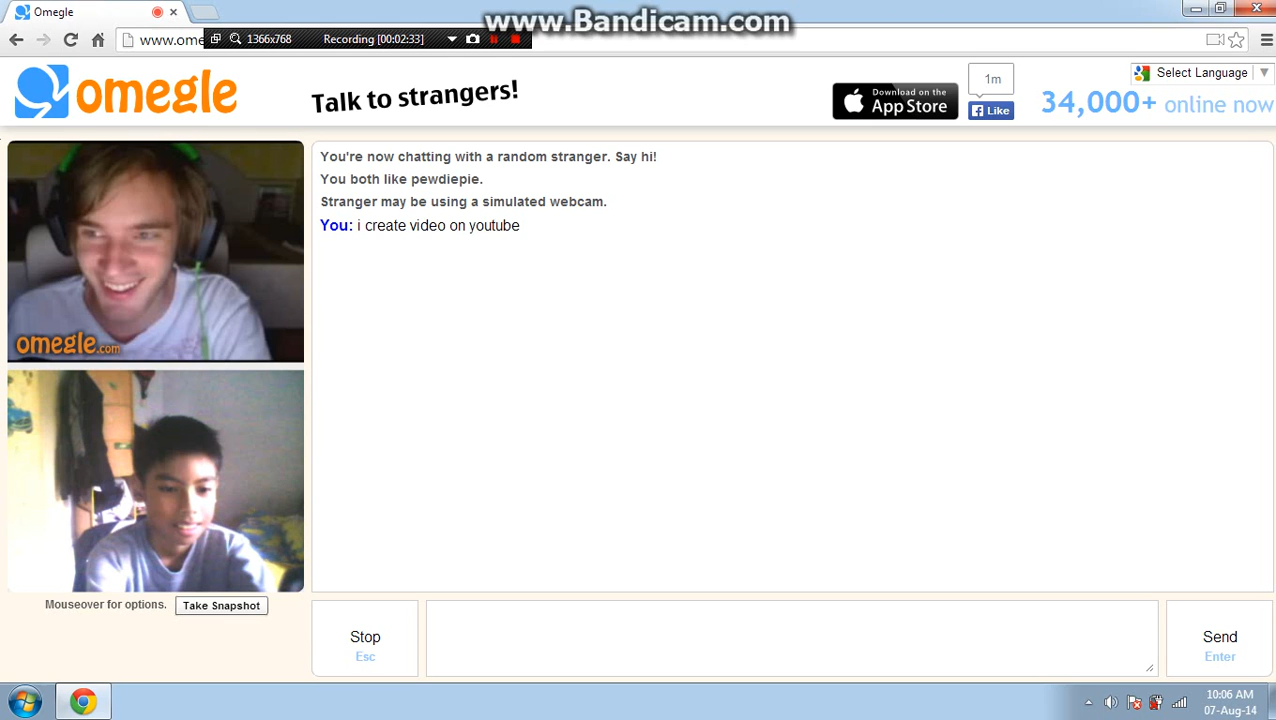 www.Bandicam.com
Omegle
www.ome
1366x768
Recording [00:02:33]
omegle
Talk to strangers!
Download on the
App Store
1m
Like
Select Language
34,000+ online now
You're now chatting with a random stranger. Say hi!
You both like pewdiepie.
Stranger may be using a simulated webcam.
You: i create video on youtube
omegle.com
Mouseover for options.
Take Snapshot
Stop
Esc
Send
Enter
10:06 AM
07-Aug-14